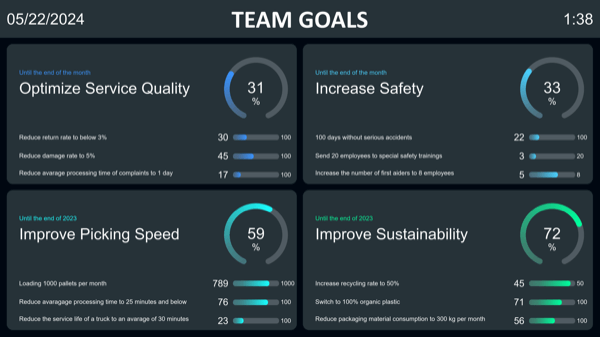 05/22/2024 TEAM GOALS 1:38
Until the end of the month
Optimize Service Quality
31
%
Reduce return rate to below 3% 30 100
Reduce damage rate to 5% 45 100
Reduce avarage processing time of complaints to 1 day 17 100
Until the end of the month
Increase Safety
33
%
100 days without serious accidents 22 100
Send 20 employees to special safety trainings 3 20
Increase the number of first aiders to 8 employees 5 8
Until the end of 2023
Improve Picking Speed
59
%
Loading 1000 pallets per month 789 1000
Reduce avaragage processing time to 25 minutes and below 76 100
Reduce the service life of a truck to an avarage of 30 minutes 23 100
Until the end of 2023
Improve Sustainability
72
%
Increase recycling rate to 50% 45 50
Switch to 100% organic plastic 71 100
Reduce packaging material consumption to 300 kg per month 56 100